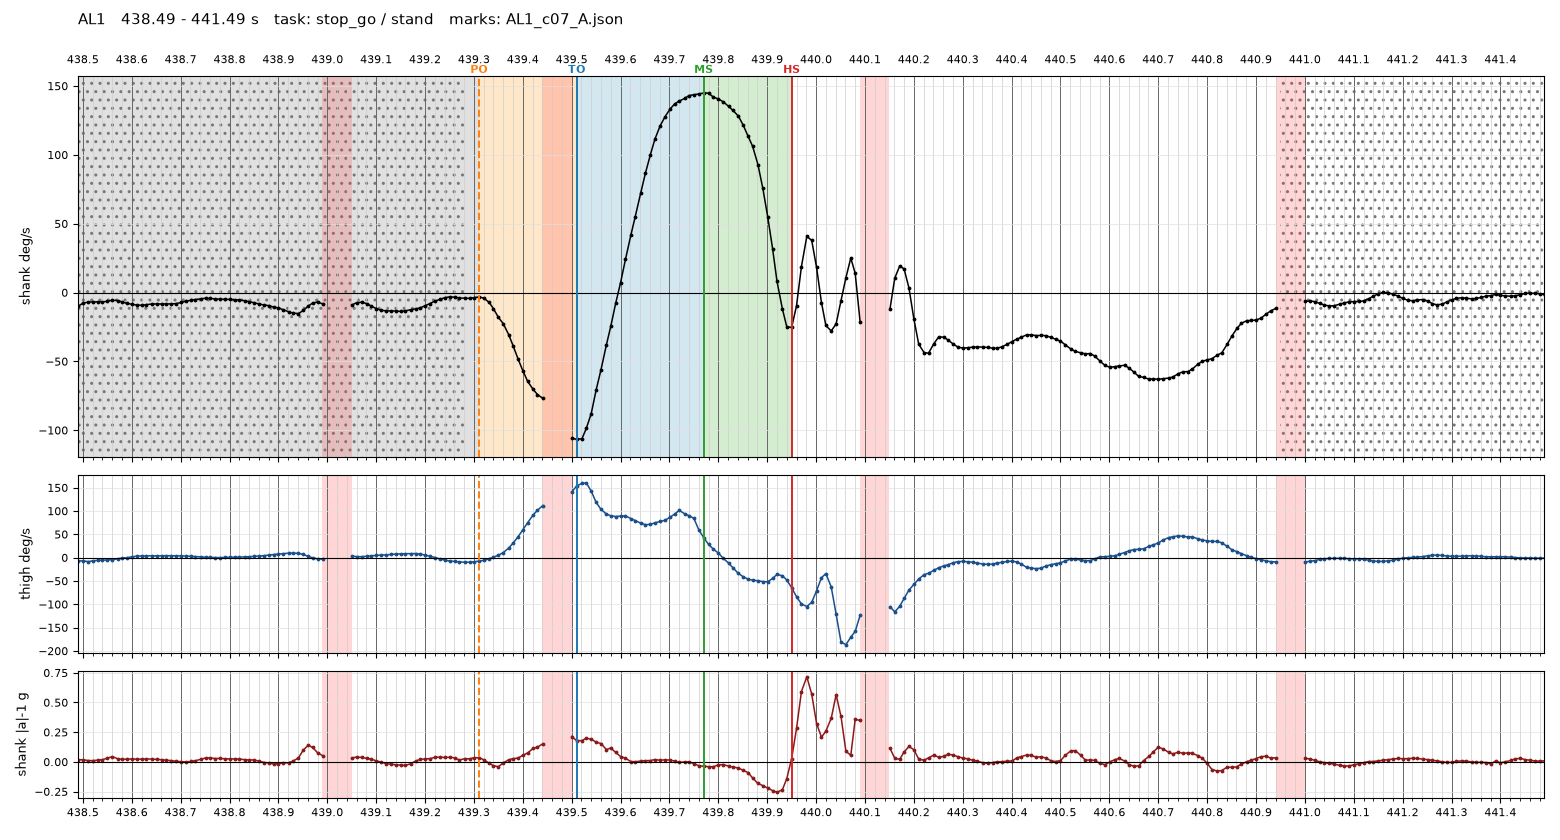 AL1   438.49 - 441.49 s   task: stop_go / stand   marks: AL1_c07_A.json
438.5 438.6 438.7 438.8 438.9 439.0 439.1 439.2 439.3 439.4 439.5 439.6 439.7 439.8 439.9 440.0 440.1 440.2 440.3 440.4 440.5 440.6 440.7 440.8 440.9 441.0 441.1 441.2 441.3 441.4
PO TO MS HS
150
100
50
0
−50
−100
shank deg/s
150
100
50
0
−50
−100
−150
−200
thigh deg/s
0.75
0.50
0.25
0.00
−0.25
shank |a|-1 g
438.5 438.6 438.7 438.8 438.9 439.0 439.1 439.2 439.3 439.4 439.5 439.6 439.7 439.8 439.9 440.0 440.1 440.2 440.3 440.4 440.5 440.6 440.7 440.8 440.9 441.0 441.1 441.2 441.3 441.4